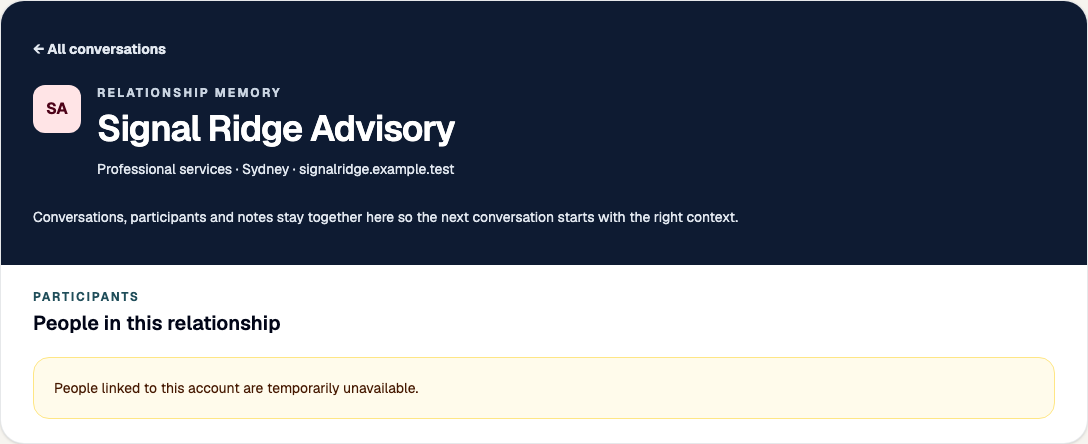 ← All conversations
SA
RELATIONSHIP MEMORY
Signal Ridge Advisory
Professional services · Sydney · signalridge.example.test
Conversations, participants and notes stay together here so the next conversation starts with the right context.
PARTICIPANTS
People in this relationship
People linked to this account are temporarily unavailable.